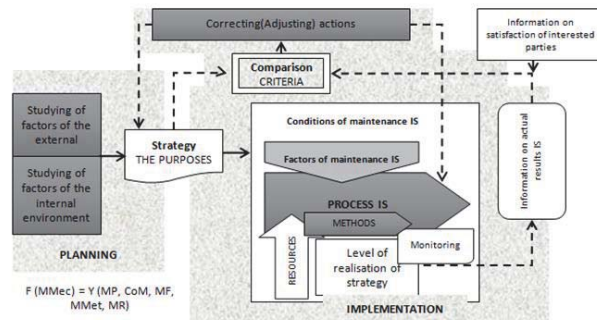 Correcting(Adjusting) actions
Information on
satisfaction of interested
parties
Comparison
CRITERIA
Studying of
factors of the
external
Studying of
factors of the
internal
environment
Strategy
THE PURPOSES
Conditions of maintenance IS
Factors of maintenance IS
PROCESS IS
METHODS
RESOURCES
Level of
realisation of
strategy
Monitoring
Information on actual
results IS
PLANNING
F (MMec) = Y (MP, CoM, MF,
MMet, MR)
IMPLEMENTATION